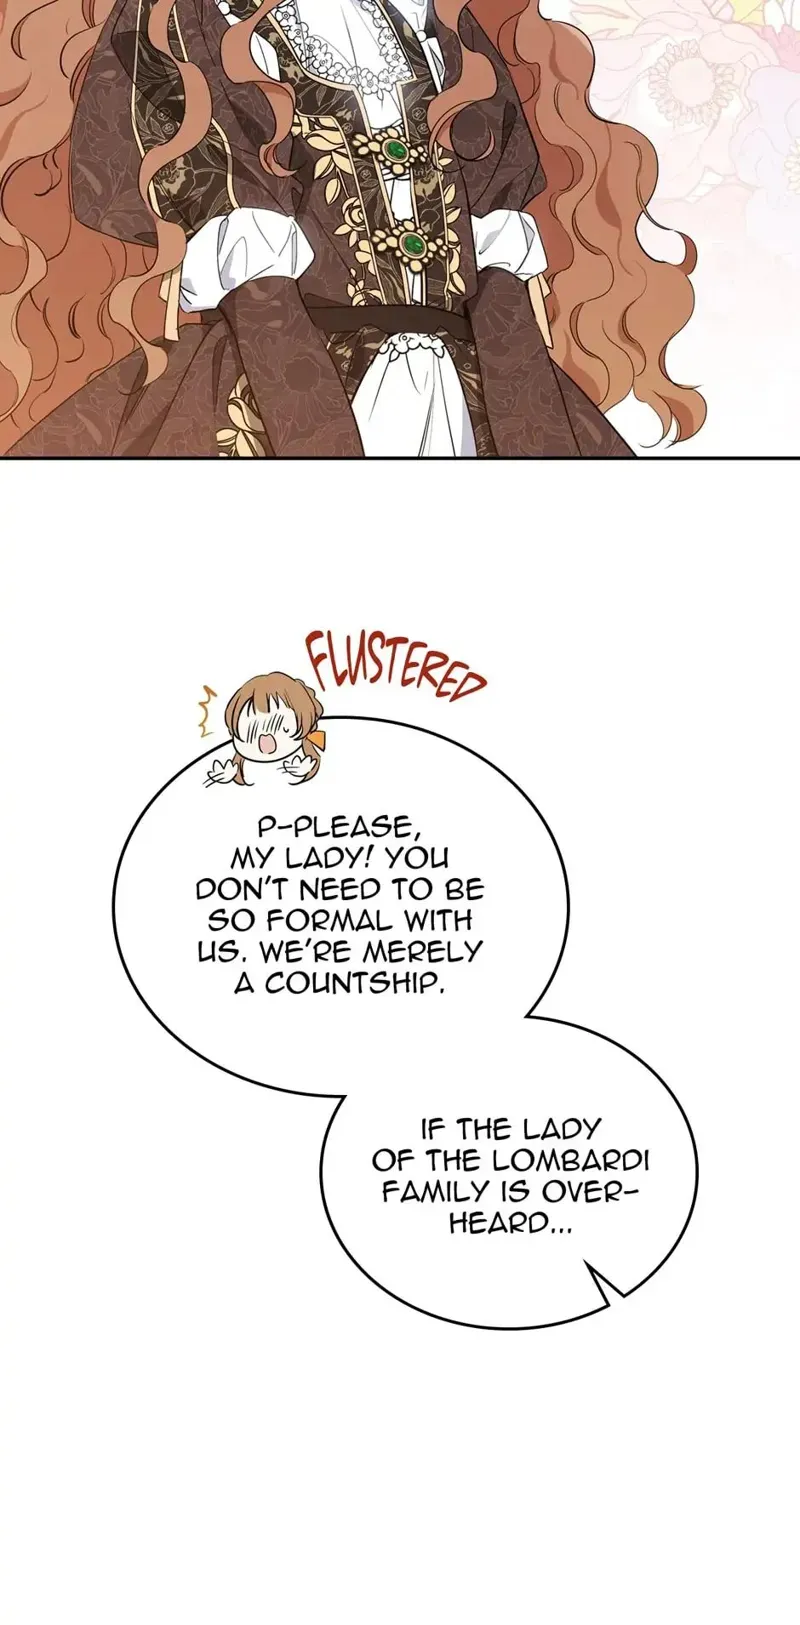 FLUSTERED
P-PLEASE,
MY LADY! YOU
DON'T NEED TO BE
SO FORMAL WITH
US. WE'RE MERELY
A COUNTSHIP.
IF THE LADY
OF THE LOMBARDI
FAMILY IS OVER-
HEARD...